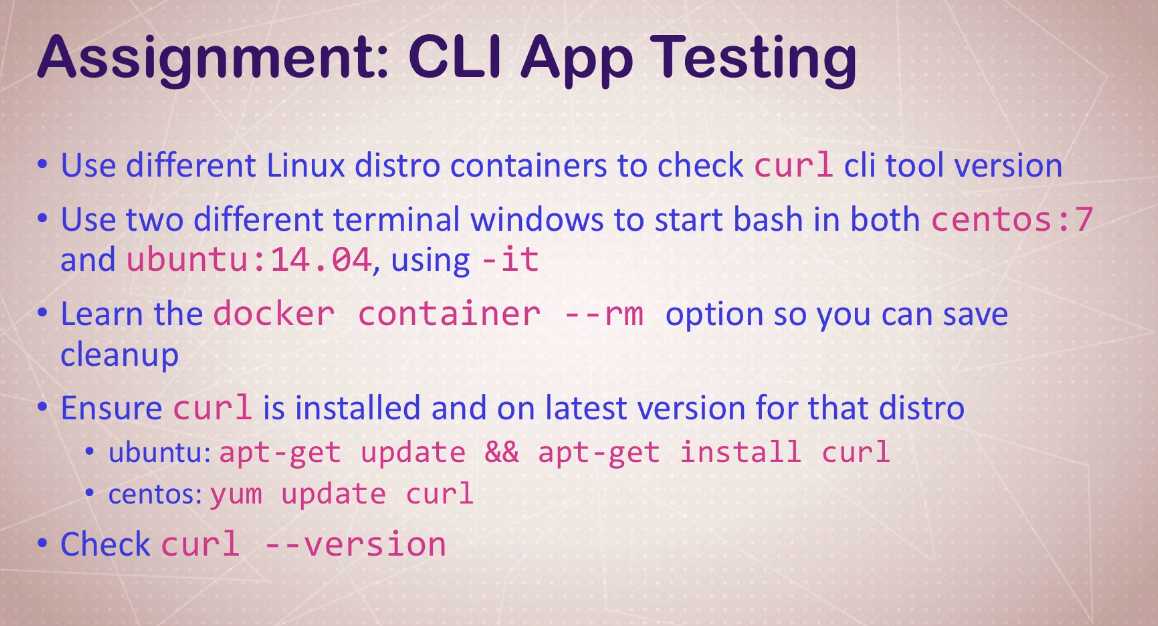 Assignment: CLI App Testing
• Use different Linux distro containers to check curl cli tool version
• Use two different terminal windows to start bash in both centos:7
and ubuntu:14.04, using -it
• Learn the docker container --rm option so you can save
cleanup
• Ensure curl is installed and on latest version for that distro
• ubuntu: apt-get update && apt-get install curl
• centos: yum update curl
• Check curl --version